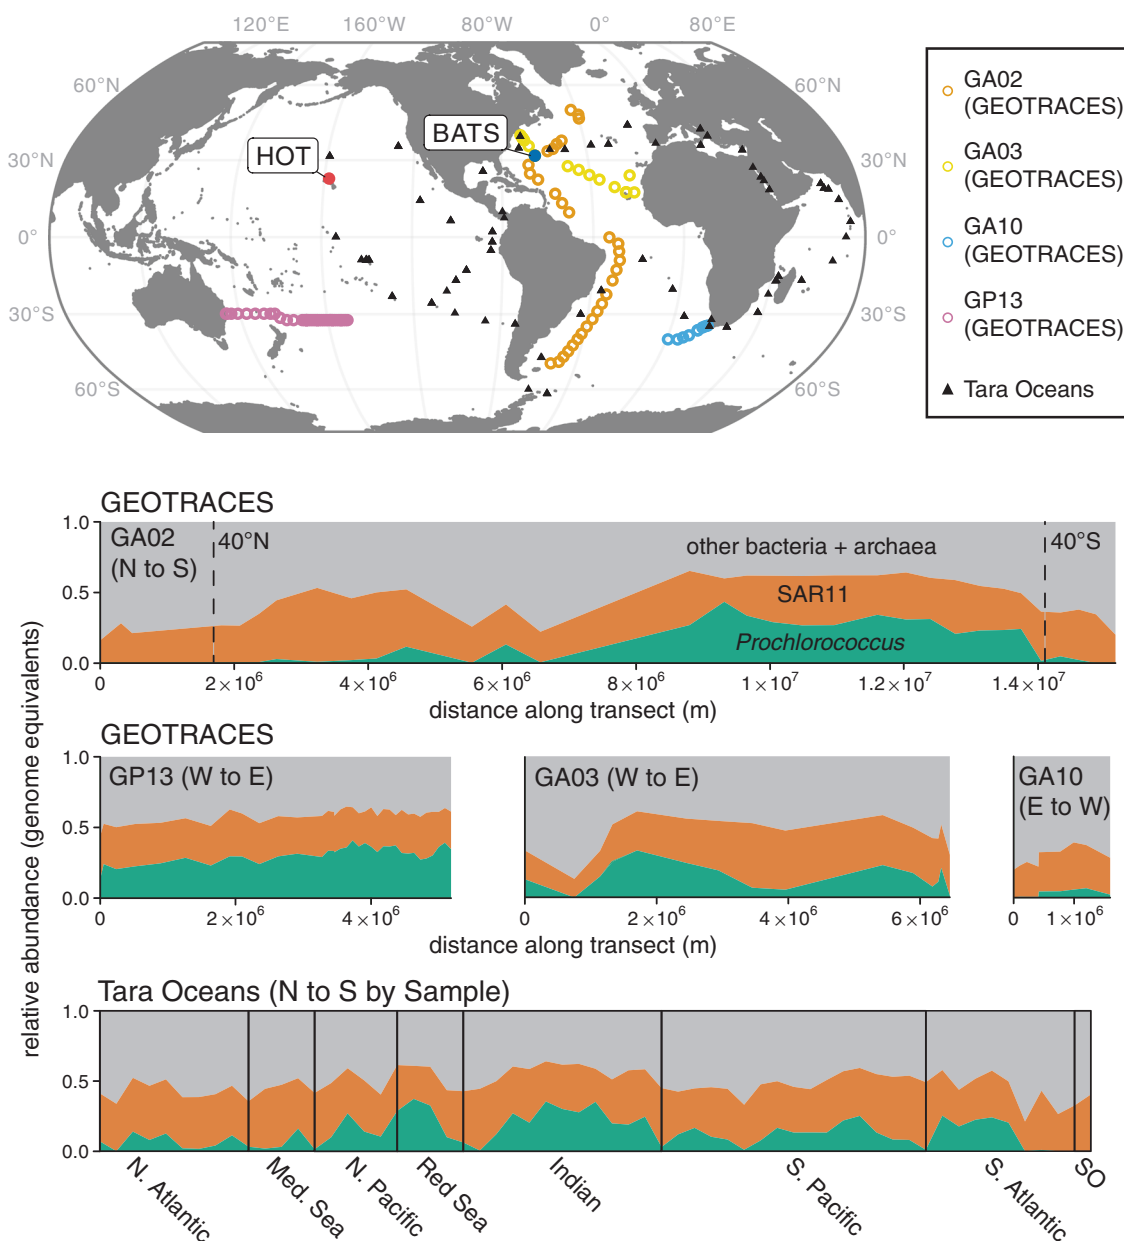 120°E 160°W 80°W 0° 80°E
60°N 60°N
BATS
HOT
30°N 30°N
0° 0°
30°S 30°S
60°S 60°S
GA02
(GEOTRACES)
GA03
(GEOTRACES)
GA10
(GEOTRACES)
GP13
(GEOTRACES)
Tara Oceans
relative abundance (genome equivalents)
GEOTRACES
1.0
0.5
0.0
GA02
(N to S)
40°N
other bacteria + archaea
40°S
SAR11
Prochlorococcus
0 2×10⁶ 4×10⁶ 6×10⁶ 8×10⁶ 1×10⁷ 1.2×10⁷ 1.4×10⁷
distance along transect (m)
GEOTRACES
1.0
0.5
0.0
GP13 (W to E)
GA03 (W to E)
GA10
(E to W)
0 2×10⁶ 4×10⁶ 0 2×10⁶ 4×10⁶ 6×10⁶ 0 1×10⁶
distance along transect (m) distance along transect (m)
Tara Oceans (N to S by Sample)
1.0
0.5
0.0
N. Atlantic
Med. Sea
N. Pacific
Red Sea
Indian
S. Pacific
S. Atlantic
SO